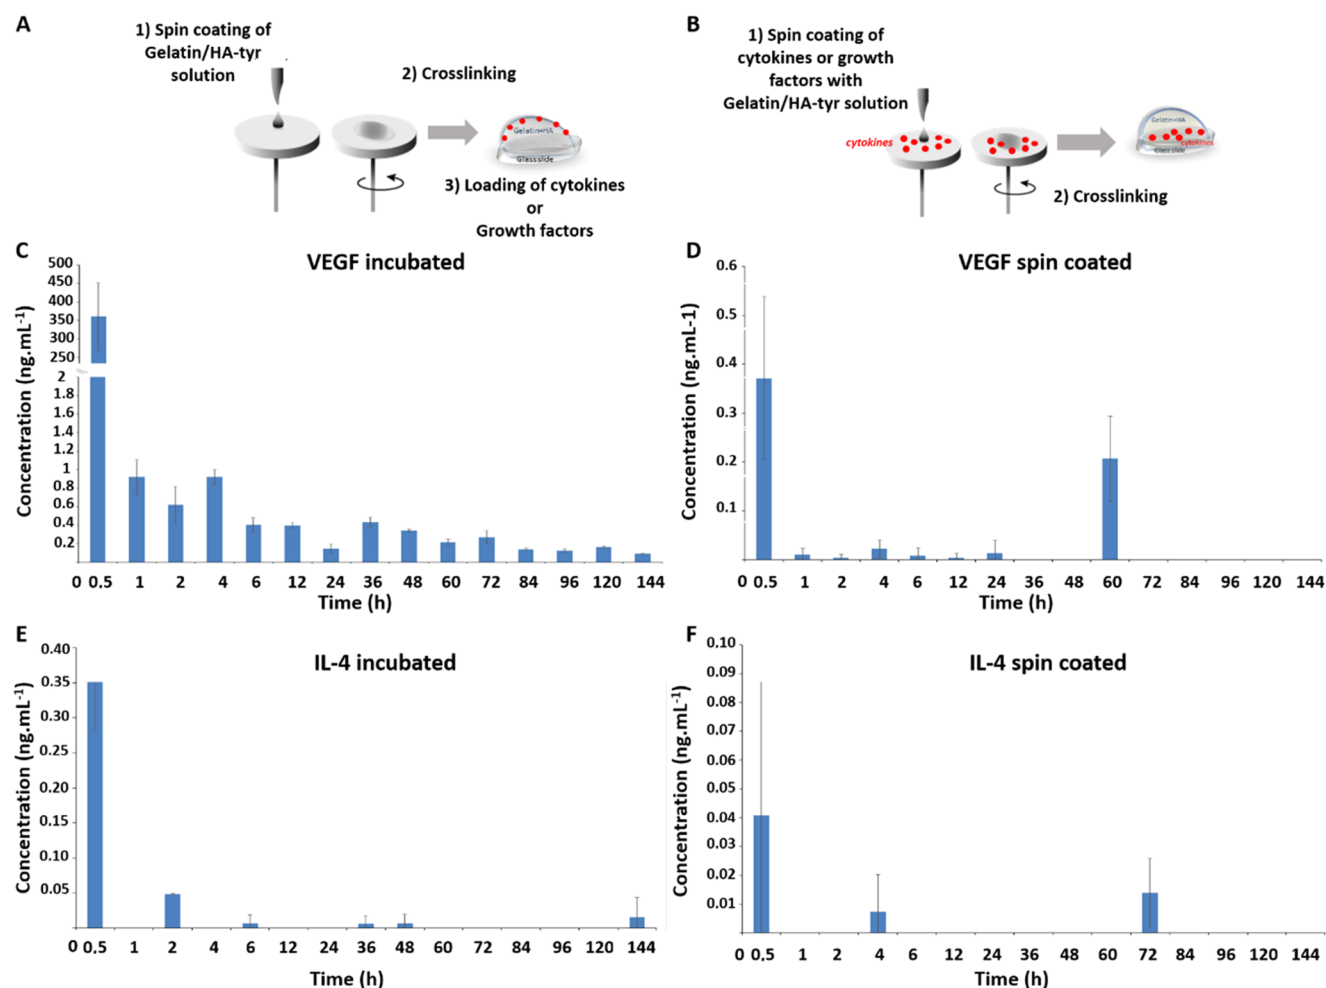 A
1) Spin coating of
Gelatin/HA-tyr
solution
2) Crosslinking
Gelatin+HA
Glass slide
3) Loading of cytokines
or
Growth factors
B
1) Spin coating of
cytokines or growth
factors with
Gelatin/HA-tyr solution
cytokines
Gelatin+HA
cytokines
Glass slide
2) Crosslinking
C
VEGF incubated
Concentration (ng.mL-1)
500
450
400
350
300
250
2
1.8
1.6
1.4
1.2
1
0.8
0.6
0.4
0.2
0 0.5 1 2 4 6 12 24 36 48 60 72 84 96 120 144
Time (h)
D
VEGF spin coated
Concentration (ng.mL-1)
0.6
0.5
0.4
0.3
0.2
0.1
0 0.5 1 2 4 6 12 24 36 48 60 72 84 96 120 144
Time (h)
E
IL-4 incubated
Concentration (ng.mL-1)
0.40
0.35
0.30
0.25
0.20
0.15
0.10
0.05
0 0,5 1 2 4 6 12 24 36 48 60 72 84 96 120 144
Time (h)
F
IL-4 spin coated
Concentration (ng.mL-1)
0.10
0.09
0.08
0.07
0.06
0.05
0.04
0.03
0.02
0.01
0 0,5 1 2 4 6 12 24 36 48 60 72 84 96 120 144
Time (h)